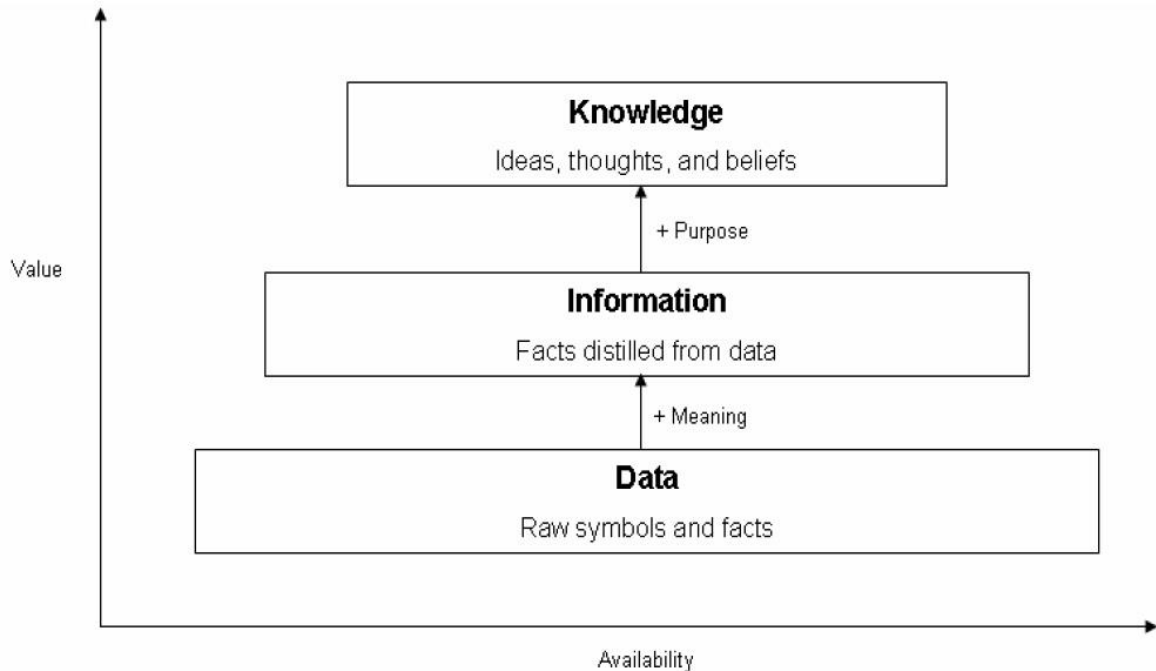 Knowledge
Ideas, thoughts, and beliefs
+ Purpose
Value
Information
Facts distilled from data
+ Meaning
Data
Raw symbols and facts
Availability